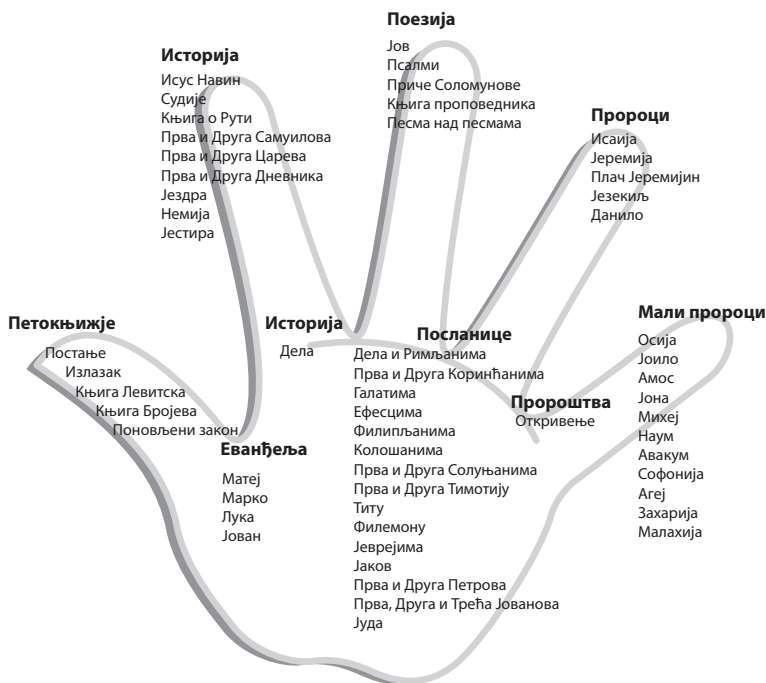 Поезија
Јов
Псалми
Приче Соломунове
Књига проповедника
Песма над песмама
Историја
Исус Навин
Судије
Књига о Рути
Прва и Друга Самуилова
Прва и Друга Царева
Прва и Друга Дневника
Јездра
Немија
Јестира
Пророци
Исаија
Јеремија
Плач Јеремијин
Језекиљ
Данило
Петокњижје
Постање
Излазак
Књига Левитска
Књига Бројева
Поновљени закон
Историја
Дела
Еванђеља
Матеј
Марко
Лука
Јован
Посланице
Дела и Римљанима
Прва и Друга Коринћанима
Галатима
Ефесцима
Филипљанима
Колошанима
Прва и Друга Солуњанима
Прва и Друга Тимотију
Титу
Филемону
Јеврејима
Јаков
Прва и Друга Петрова
Прва, Друга и Трећа Јованова
Јуда
Пророштва
Откривење
Мали пророци
Осија
Јоило
Амос
Јона
Михеј
Наум
Авакум
Софонија
Агеј
Захарија
Малахија